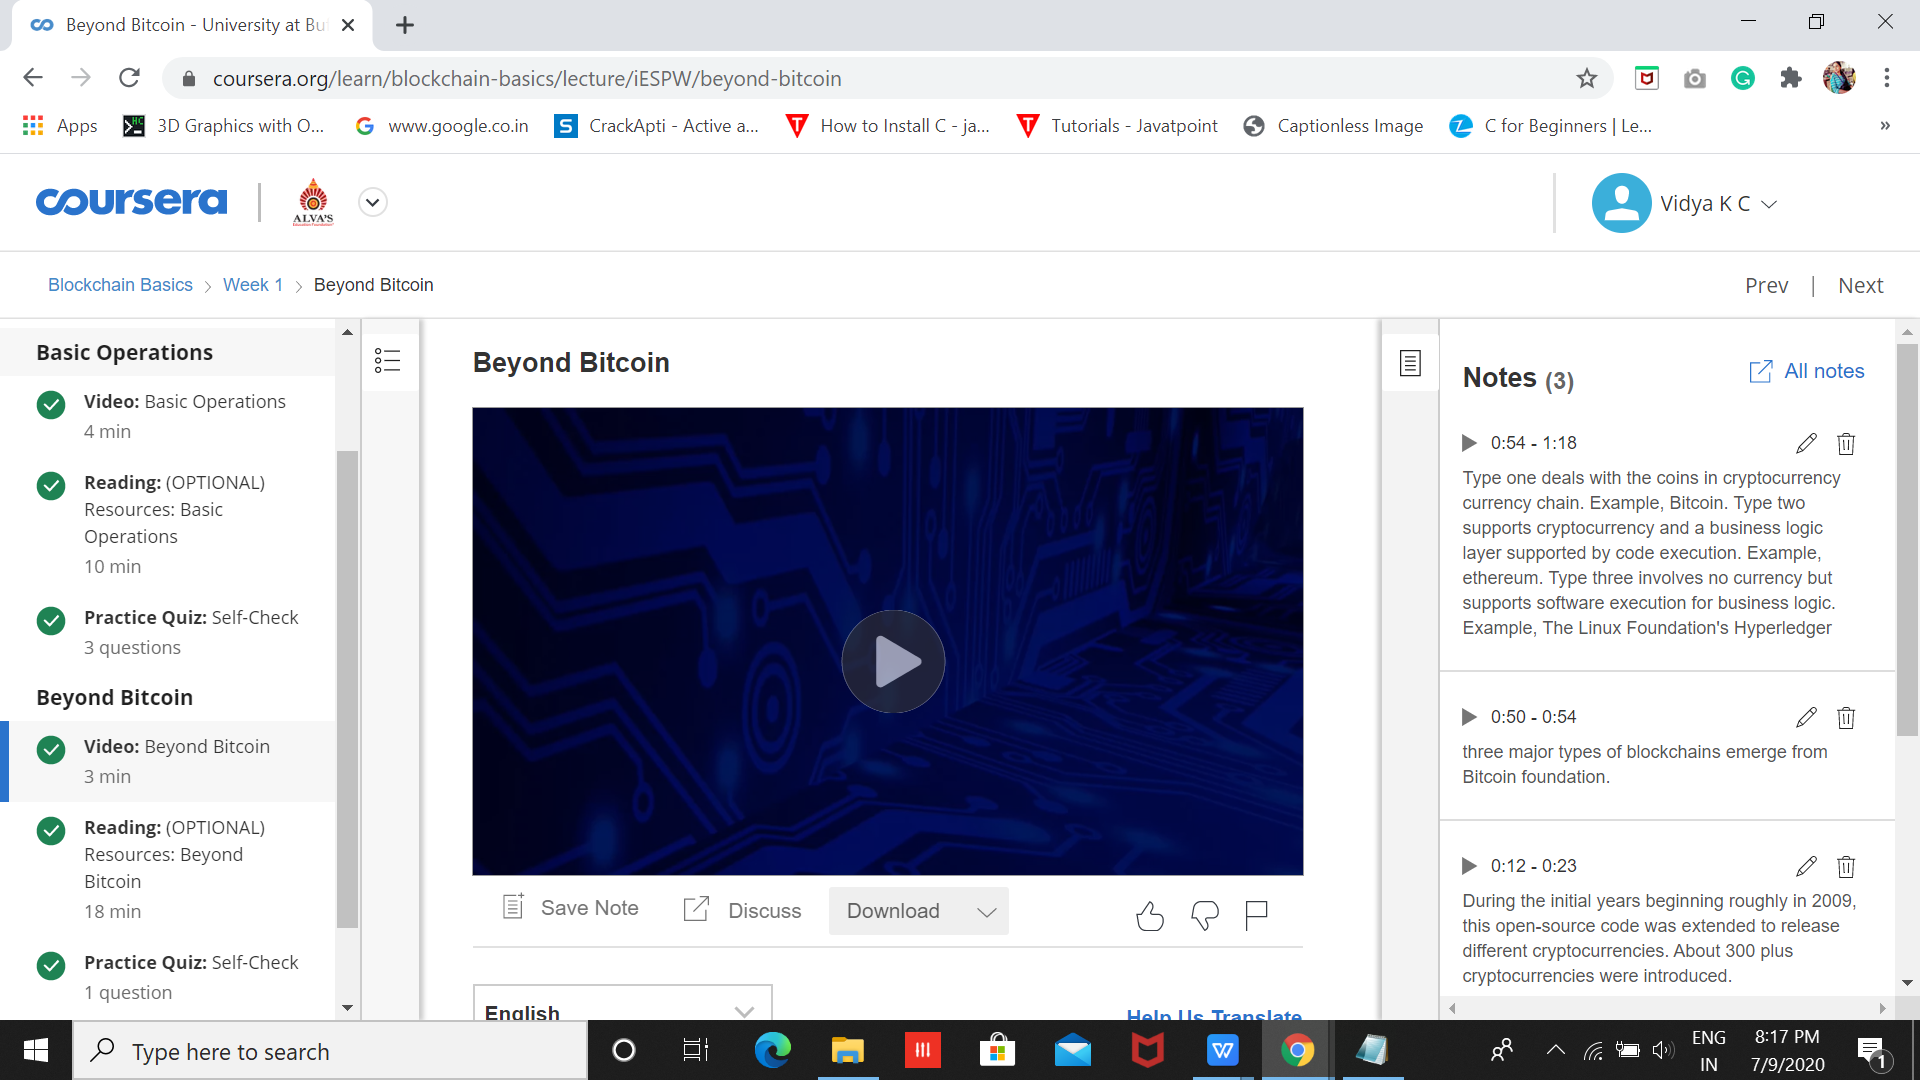 Beyond Bitcoin - University at Bu
coursera.org/learn/blockchain-basics/lecture/iESPW/beyond-bitcoin
Apps
3D Graphics with O...
www.google.co.in
CrackApti - Active a...
How to Install C - ja...
Tutorials - Javatpoint
Captionless Image
C for Beginners | Le...
»
coursera
ALVA'S
Education Foundation
Vidya K C
Blockchain Basics
Week 1
Beyond Bitcoin
Prev | Next
Basic Operations
Video: Basic Operations
4 min
Reading: (OPTIONAL)
Resources: Basic
Operations
10 min
Practice Quiz: Self-Check
3 questions
Beyond Bitcoin
Video: Beyond Bitcoin
3 min
Reading: (OPTIONAL)
Resources: Beyond
Bitcoin
18 min
Practice Quiz: Self-Check
1 question
Beyond Bitcoin
Save Note
Discuss
Download
English
Help Us Translate
Notes (3)
All notes
0:54 - 1:18
Type one deals with the coins in cryptocurrency
currency chain. Example, Bitcoin. Type two
supports cryptocurrency and a business logic
layer supported by code execution. Example,
ethereum. Type three involves no currency but
supports software execution for business logic.
Example, The Linux Foundation's Hyperledger
0:50 - 0:54
three major types of blockchains emerge from
Bitcoin foundation.
0:12 - 0:23
During the initial years beginning roughly in 2009,
this open-source code was extended to release
different cryptocurrencies. About 300 plus
cryptocurrencies were introduced.
Type here to search
ENG
IN
8:17 PM
7/9/2020
1